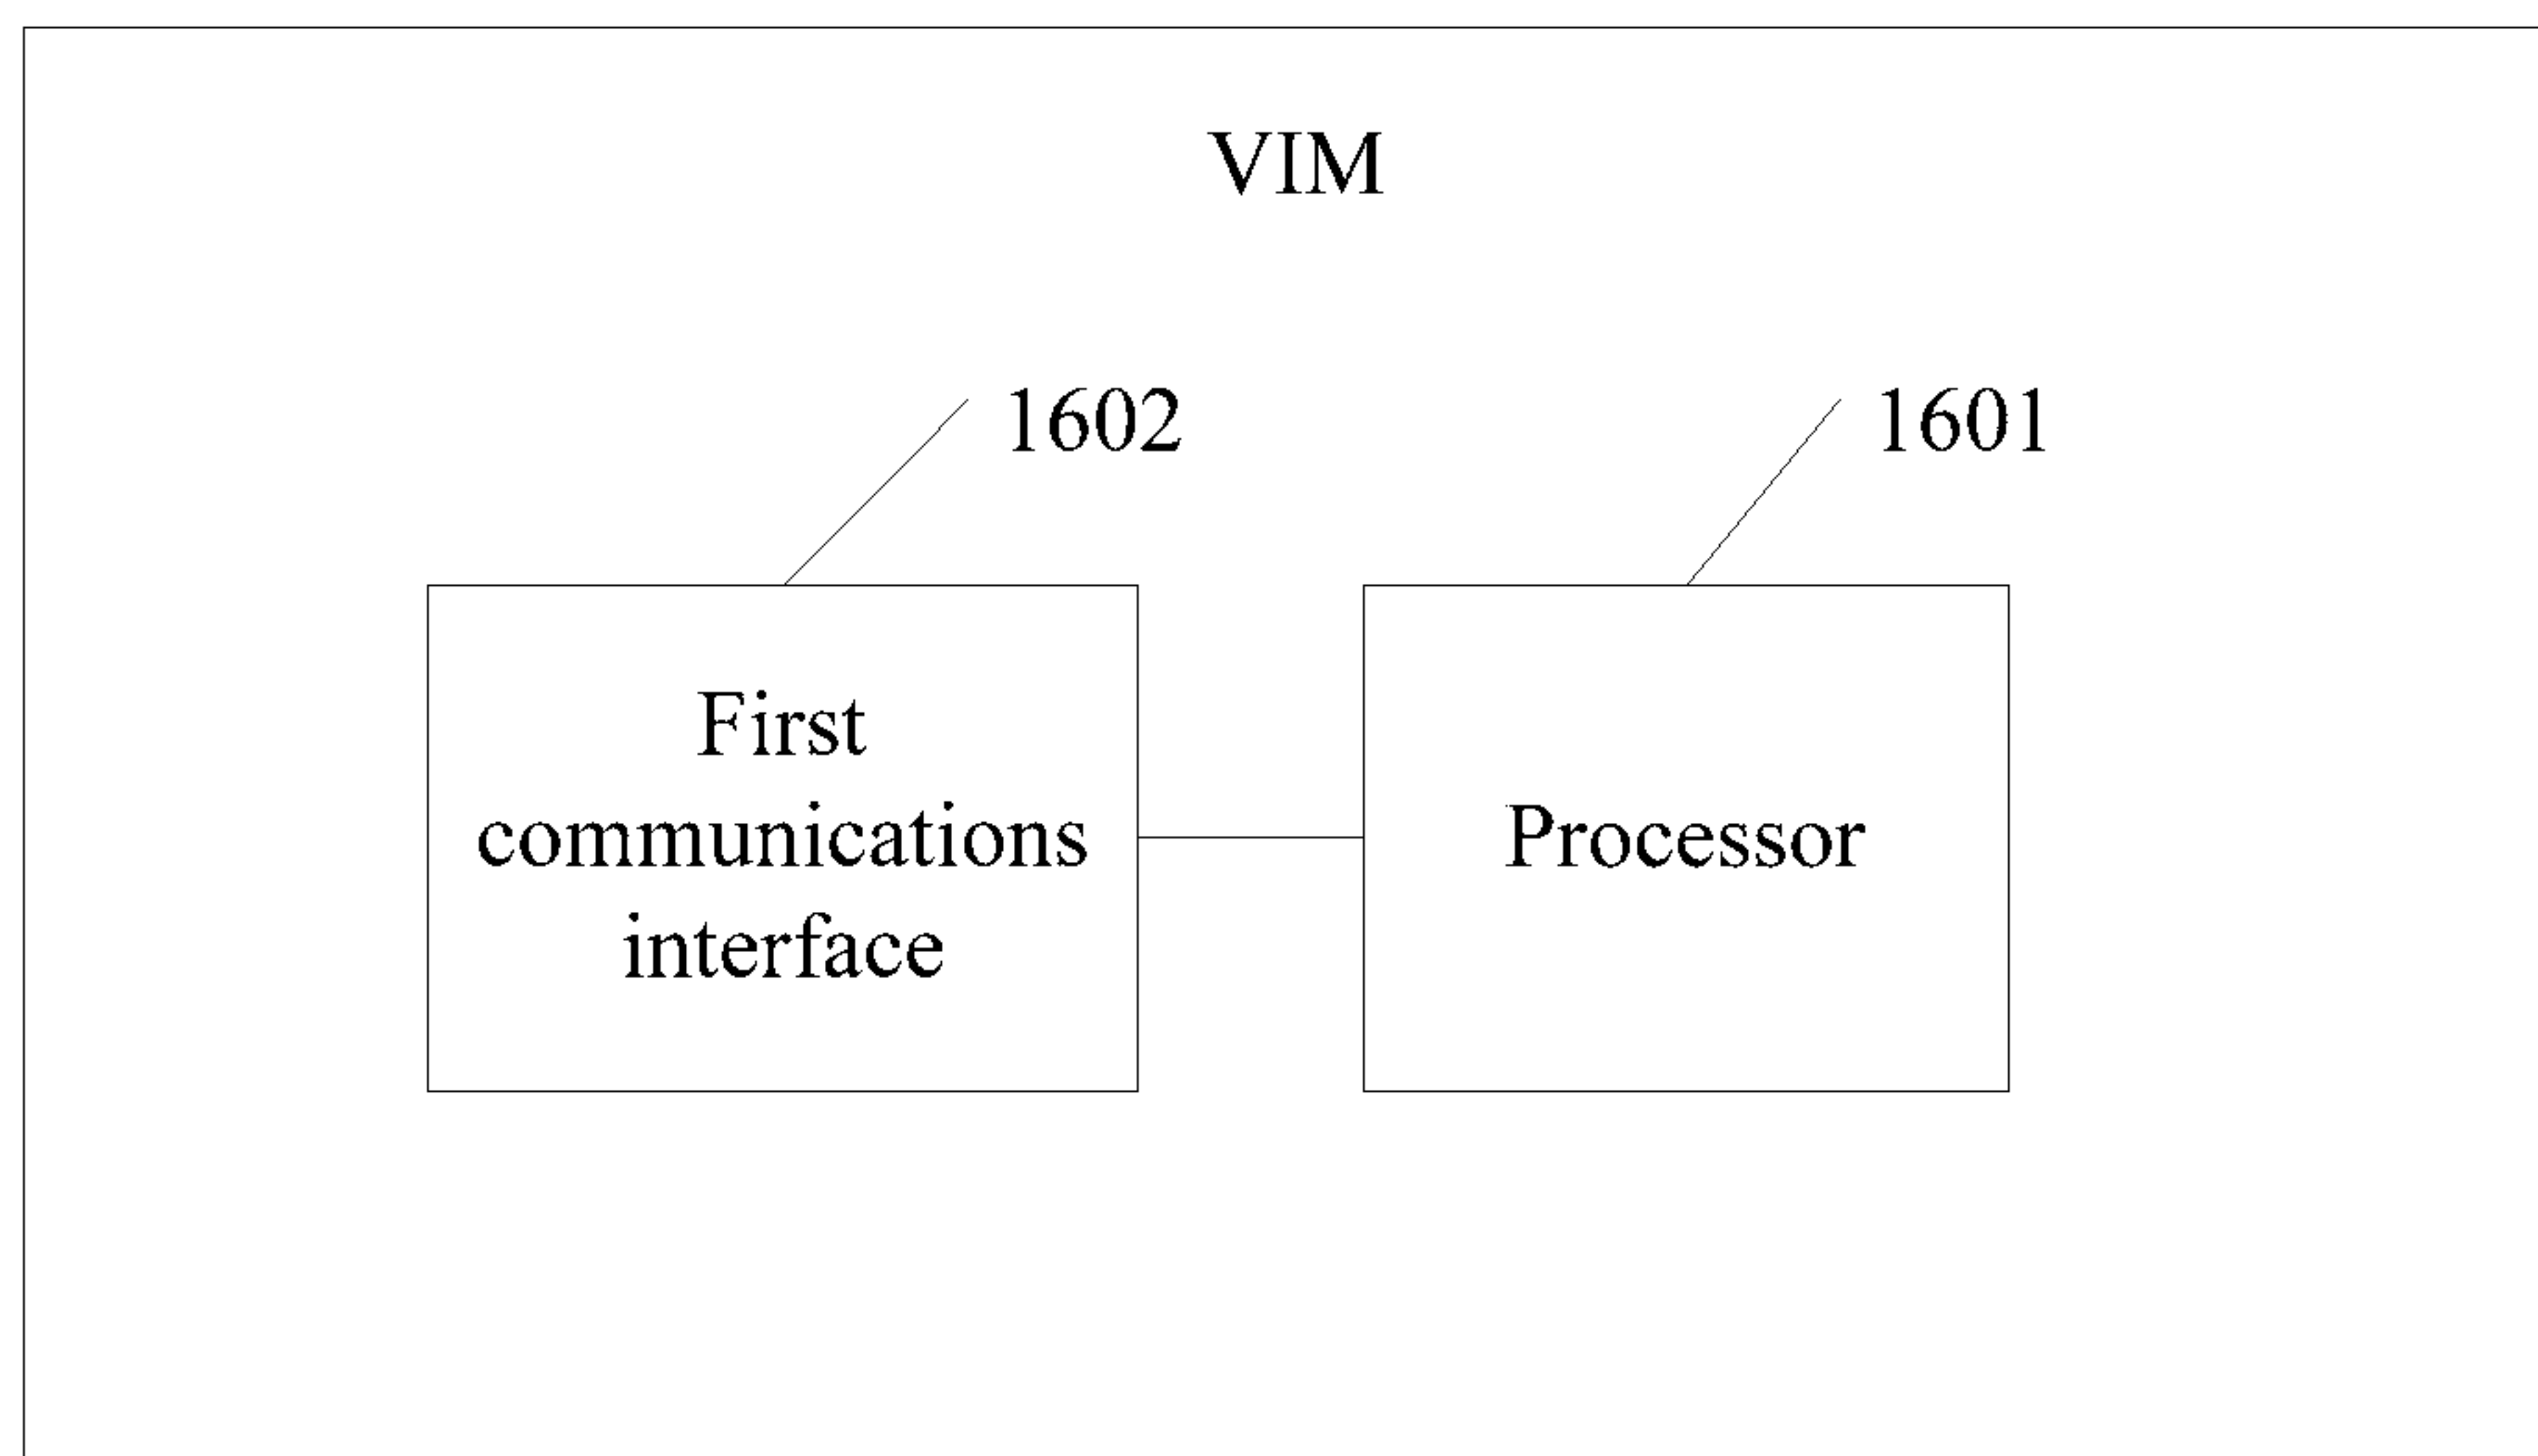 VIM
1602
1601
First
communications
interface
Processor